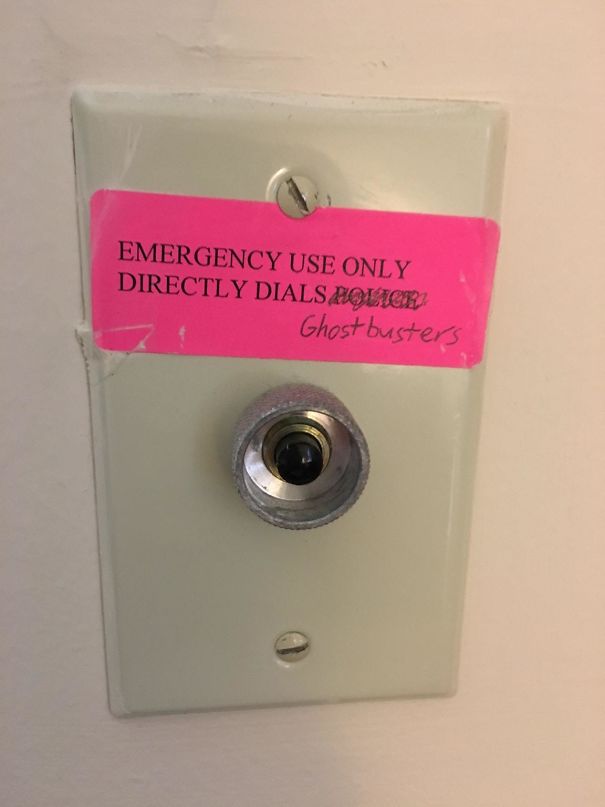 EMERGENCY USE ONLY
DIRECTLY DIALS
Ghostbusters